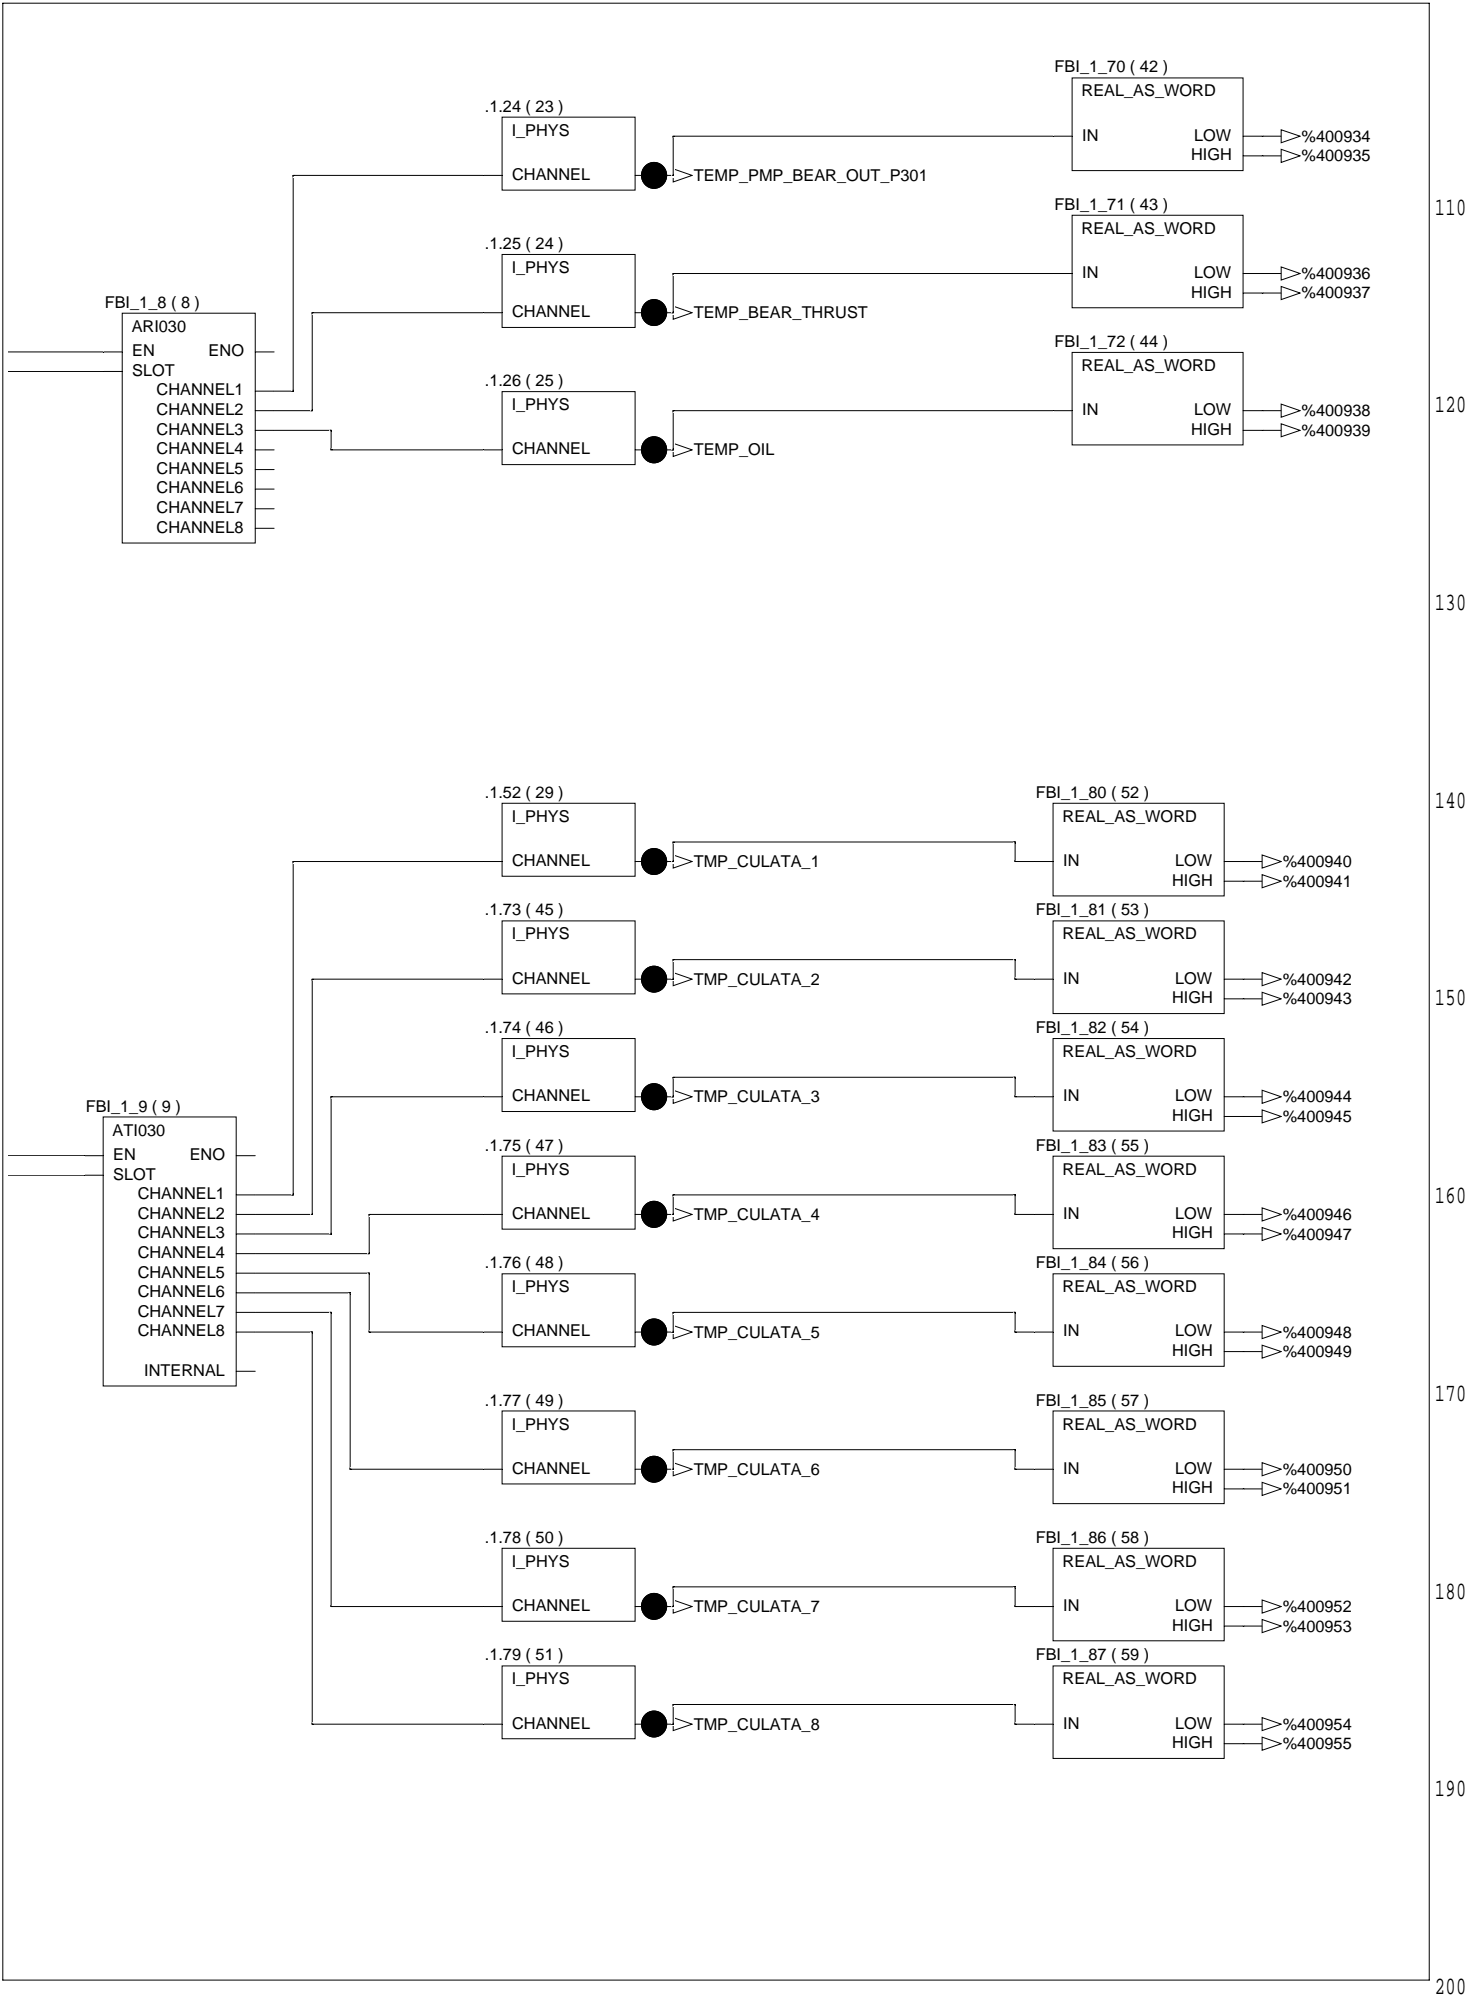 FBI_1_70 ( 42 )
REAL_AS_WORD
.1.24 ( 23 )
I_PHYS
IN LOW %400934
HIGH %400935
CHANNEL TEMP_PMP_BEAR_OUT_P301
110
FBI_1_71 ( 43 )
REAL_AS_WORD
.1.25 ( 24 )
I_PHYS
IN LOW %400936
HIGH %400937
CHANNEL TEMP_BEAR_THRUST
FBI_1_8 ( 8 )
ARI030
EN ENO
SLOT
CHANNEL1
CHANNEL2
CHANNEL3
CHANNEL4
CHANNEL5
CHANNEL6
CHANNEL7
CHANNEL8
FBI_1_72 ( 44 )
REAL_AS_WORD
.1.26 ( 25 )
I_PHYS
IN LOW %400938
HIGH %400939
120
CHANNEL TEMP_OIL
130
.1.52 ( 29 )
I_PHYS
CHANNEL TMP_CULATA_1
FBI_1_80 ( 52 )
REAL_AS_WORD
IN LOW %400940
HIGH %400941
140
.1.73 ( 45 )
I_PHYS
CHANNEL TMP_CULATA_2
FBI_1_81 ( 53 )
REAL_AS_WORD
IN LOW %400942
HIGH %400943
150
.1.74 ( 46 )
I_PHYS
CHANNEL TMP_CULATA_3
FBI_1_82 ( 54 )
REAL_AS_WORD
IN LOW %400944
HIGH %400945
FBI_1_9 ( 9 )
ATI030
EN ENO
SLOT
CHANNEL1
CHANNEL2
CHANNEL3
CHANNEL4
CHANNEL5
CHANNEL6
CHANNEL7
CHANNEL8
INTERNAL
.1.75 ( 47 )
I_PHYS
CHANNEL TMP_CULATA_4
FBI_1_83 ( 55 )
REAL_AS_WORD
IN LOW %400946
HIGH %400947
160
.1.76 ( 48 )
I_PHYS
CHANNEL TMP_CULATA_5
FBI_1_84 ( 56 )
REAL_AS_WORD
IN LOW %400948
HIGH %400949
170
.1.77 ( 49 )
I_PHYS
CHANNEL TMP_CULATA_6
FBI_1_85 ( 57 )
REAL_AS_WORD
IN LOW %400950
HIGH %400951
.1.78 ( 50 )
I_PHYS
CHANNEL TMP_CULATA_7
FBI_1_86 ( 58 )
REAL_AS_WORD
IN LOW %400952
HIGH %400953
180
.1.79 ( 51 )
I_PHYS
CHANNEL TMP_CULATA_8
FBI_1_87 ( 59 )
REAL_AS_WORD
IN LOW %400954
HIGH %400955
190
200